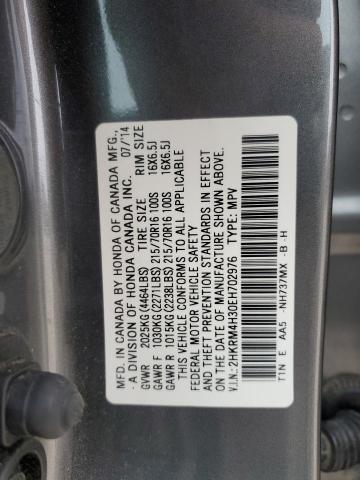 MFD. IN CANADA BY HONDA OF CANADA MFG.,
- A DIVISION OF HONDA CANADA INC. 07/'14
GVWR 2025KG (4464LBS) TIRE SIZE RIM SIZE
GAWR F 1030KG (2271LBS) 215/70R16 100S 16X6.5J
GAWR R 1015KG (2238LBS) 215/70R16 100S 16X6.5J
THIS VEHICLE CONFORMS TO ALL APPLICABLE
FEDERAL MOTOR VEHICLE SAFETY
AND THEFT PREVENTION STANDARDS IN EFFECT
ON THE DATE OF MANUFACTURE SHOWN ABOVE.
V.I.N.: 2HKRM4H30EH702976 TYPE: MPV
T1N E AA5 -NH737MX -B -H